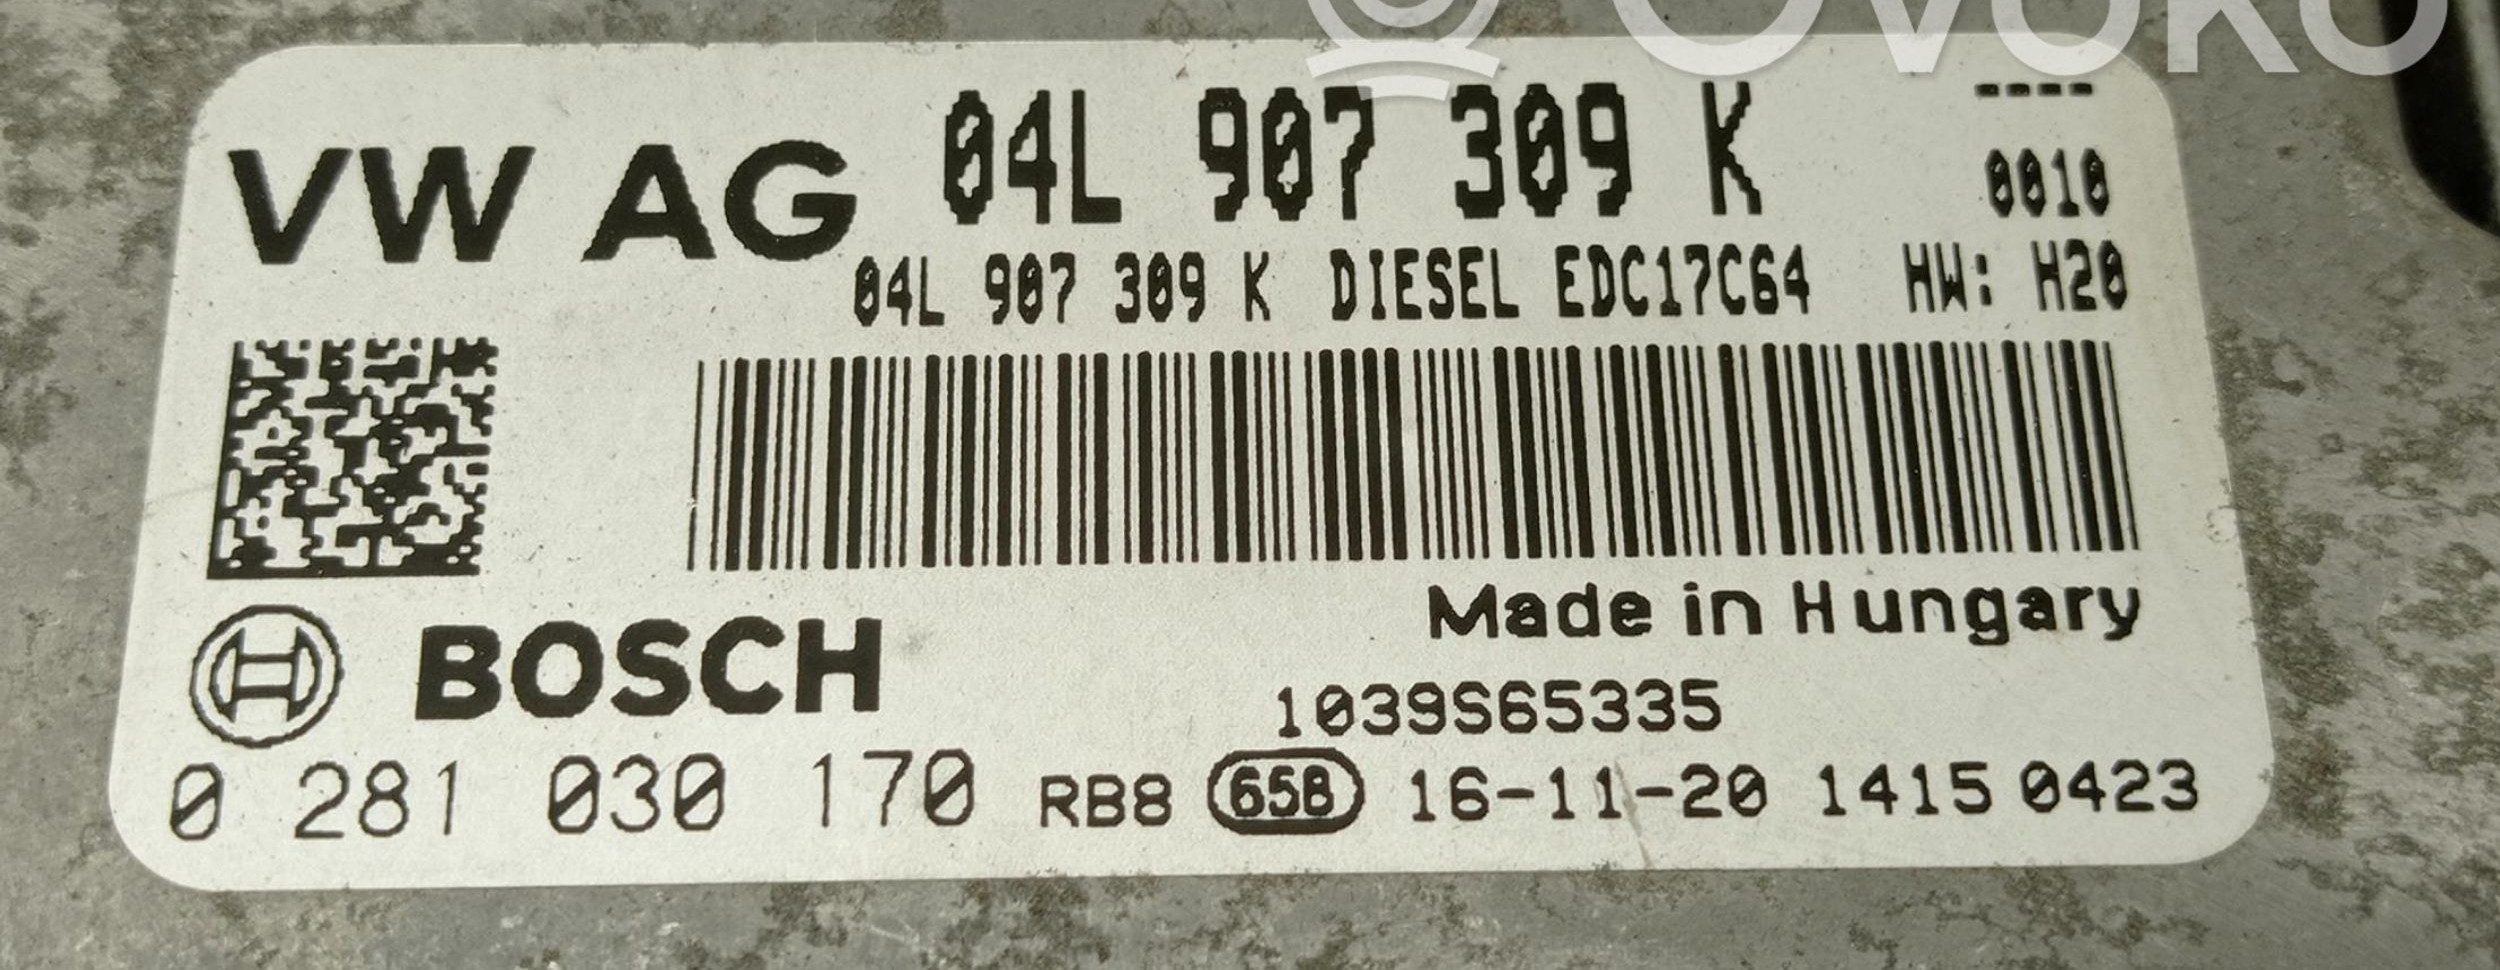 OVOKO
VW AG 04L 907 309 K ----
0010
04L 907 309 K DIESEL EDC17C64 HW: H20
Made in Hungary
BOSCH
1039S65335
0 281 030 170 RB8 658 16-11-20 1415 0423